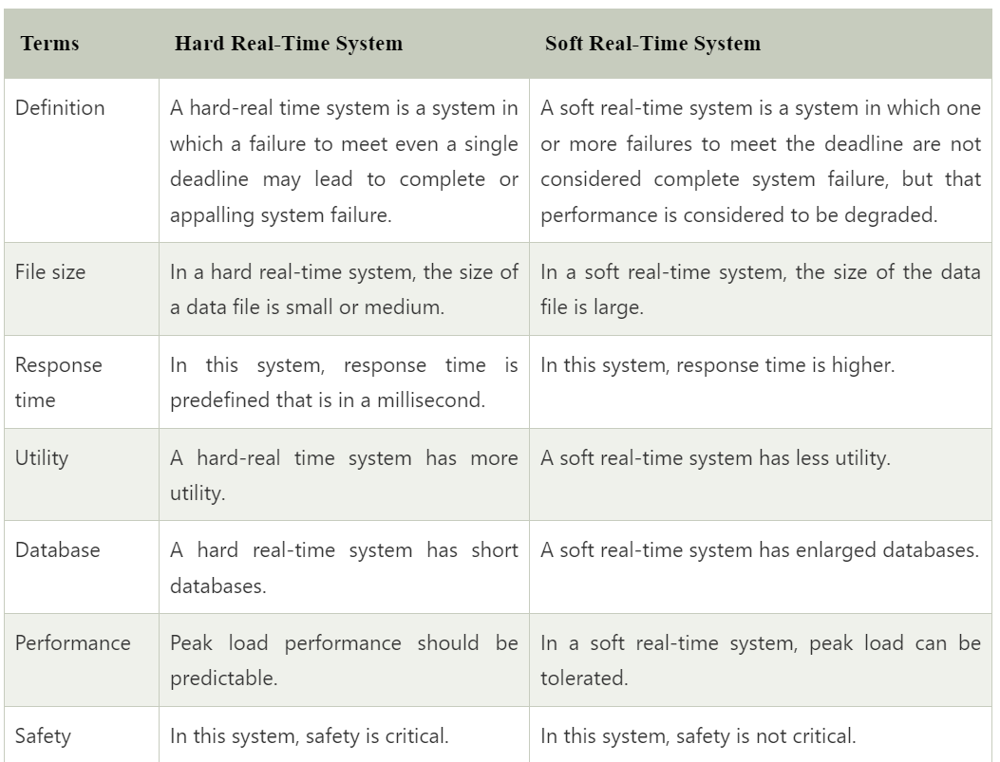 Terms Hard Real-Time System Soft Real-Time System
Definition
A hard-real time system is a system in
which a failure to meet even a single
deadline may lead to complete or
appalling system failure.
A soft real-time system is a system in which one
or more failures to meet the deadline are not
considered complete system failure, but that
performance is considered to be degraded.
File size
In a hard real-time system, the size of
a data file is small or medium.
In a soft real-time system, the size of the data
file is large.
Response
time
In this system, response time is
predefined that is in a millisecond.
In this system, response time is higher.
Utility
A hard-real time system has more
utility.
A soft real-time system has less utility.
Database
A hard real-time system has short
databases.
A soft real-time system has enlarged databases.
Performance
Peak load performance should be
predictable.
In a soft real-time system, peak load can be
tolerated.
Safety
In this system, safety is critical.
In this system, safety is not critical.